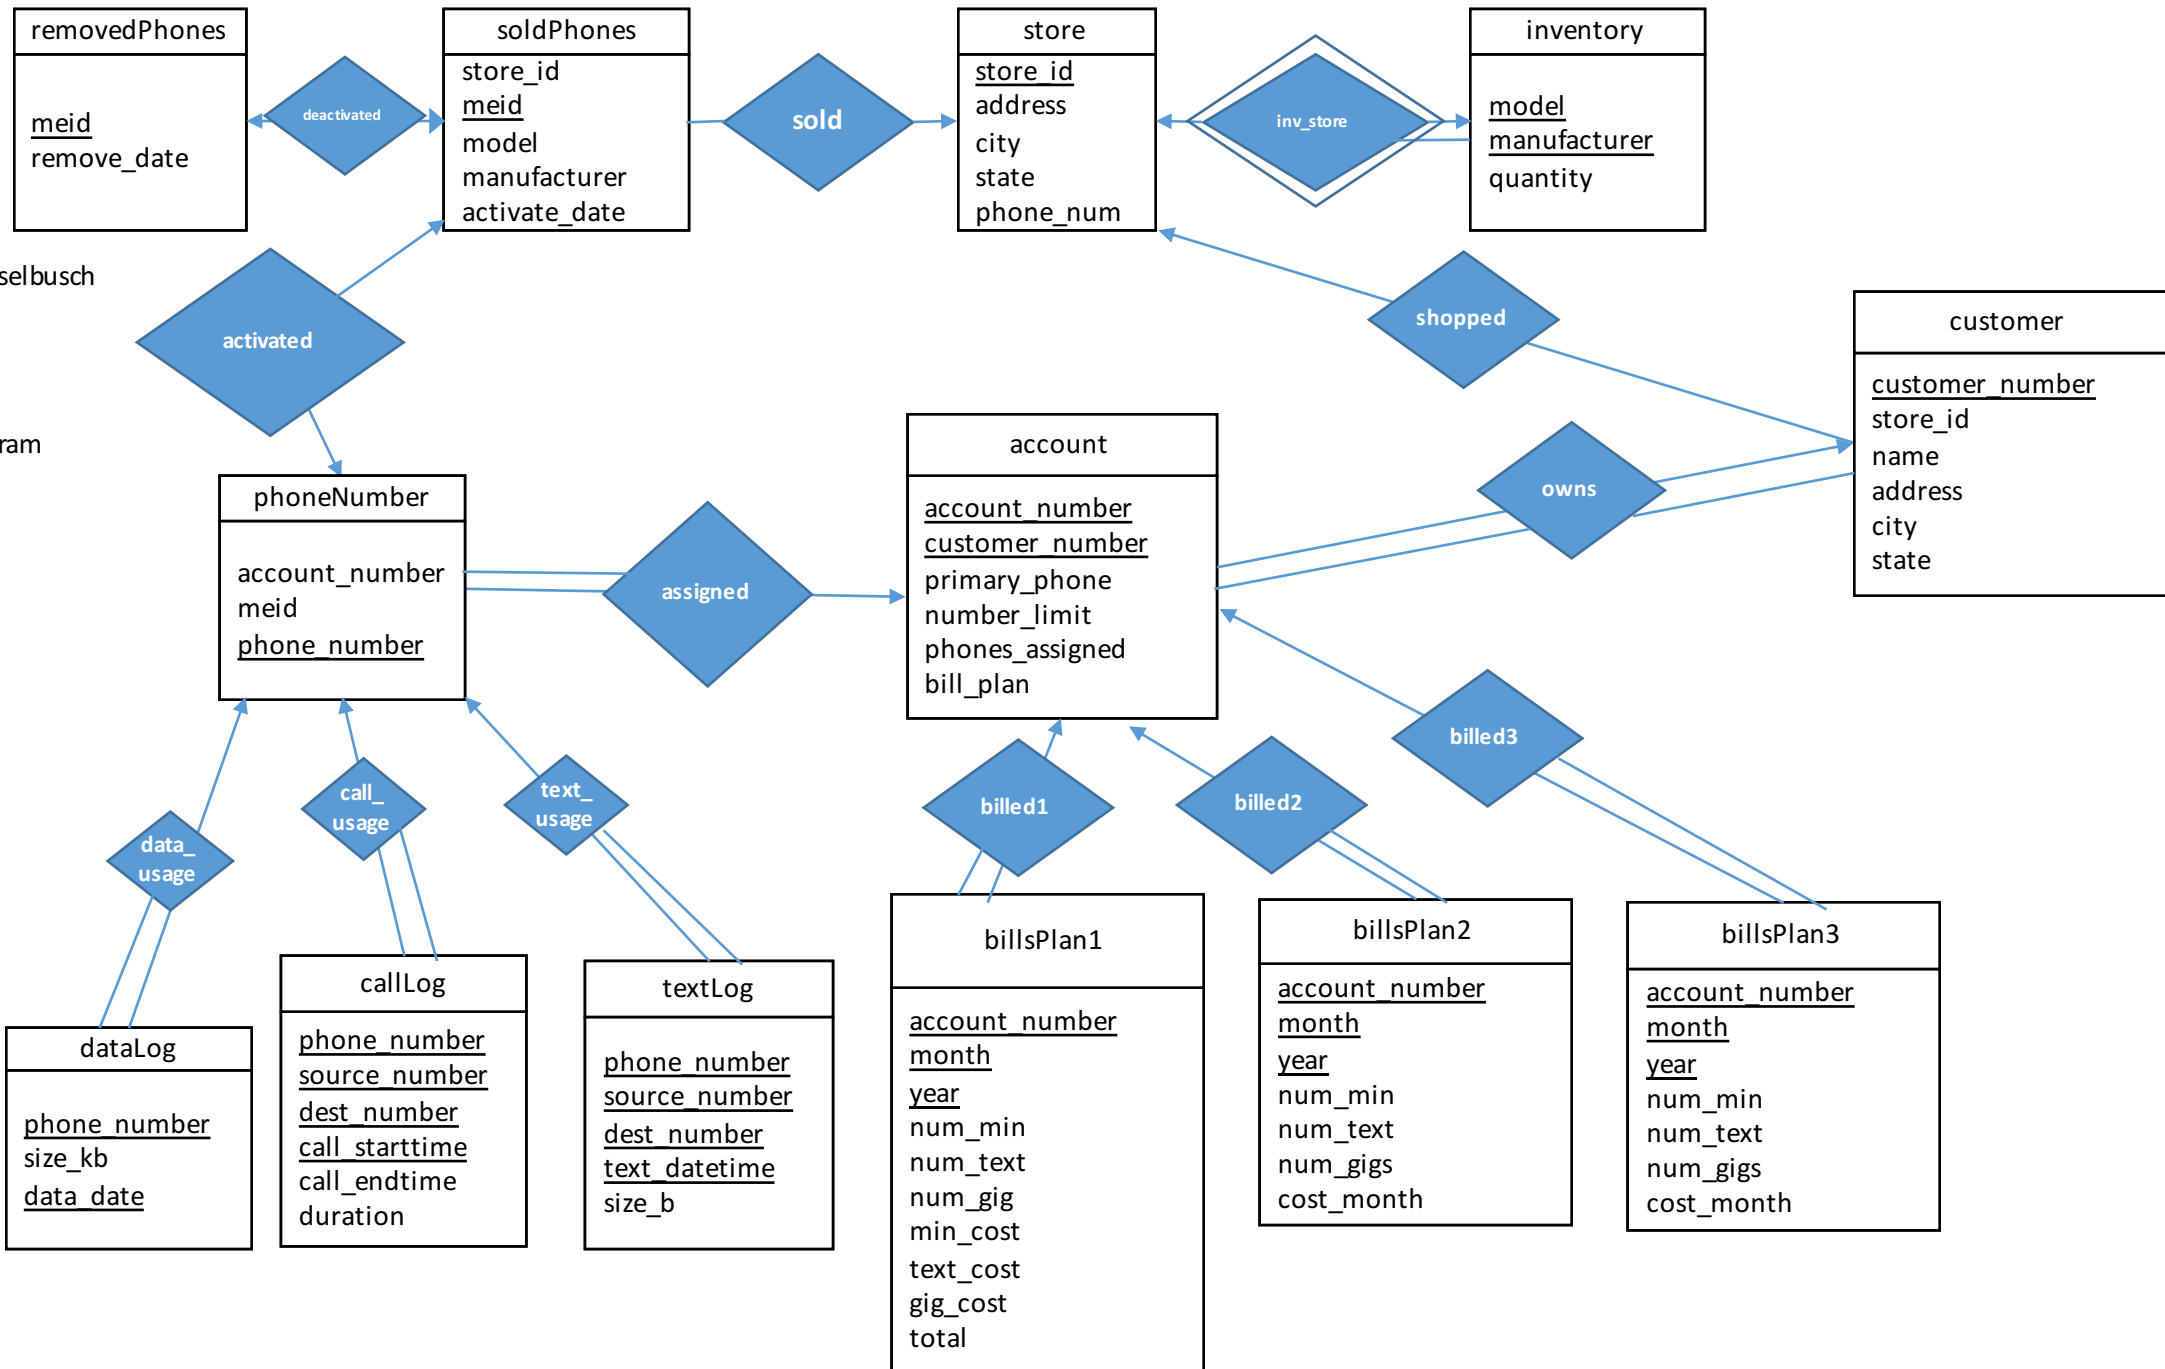 removedPhones
meid
remove_date
deactivated
soldPhones
store_id
meid
model
manufacturer
activate_date
sold
store
store_id
address
city
state
phone_num
inv_store
inventory
model
manufacturer
quantity
selbusch
activated
shopped
customer
customer_number
store_id
name
address
city
state
ram
phoneNumber
account_number
meid
phone_number
assigned
account
account_number
customer_number
primary_phone
number_limit
phones_assigned
bill_plan
owns
data_
usage
call_
usage
text_
usage
billed1
billed2
billed3
dataLog
phone_number
size_kb
data_date
callLog
phone_number
source_number
dest_number
call_starttime
call_endtime
duration
textLog
phone_number
source_number
dest_number
text_datetime
size_b
billsPlan1
account_number
month
year
num_min
num_text
num_gig
min_cost
text_cost
gig_cost
total
billsPlan2
account_number
month
year
num_min
num_text
num_gigs
cost_month
billsPlan3
account_number
month
year
num_min
num_text
num_gigs
cost_month